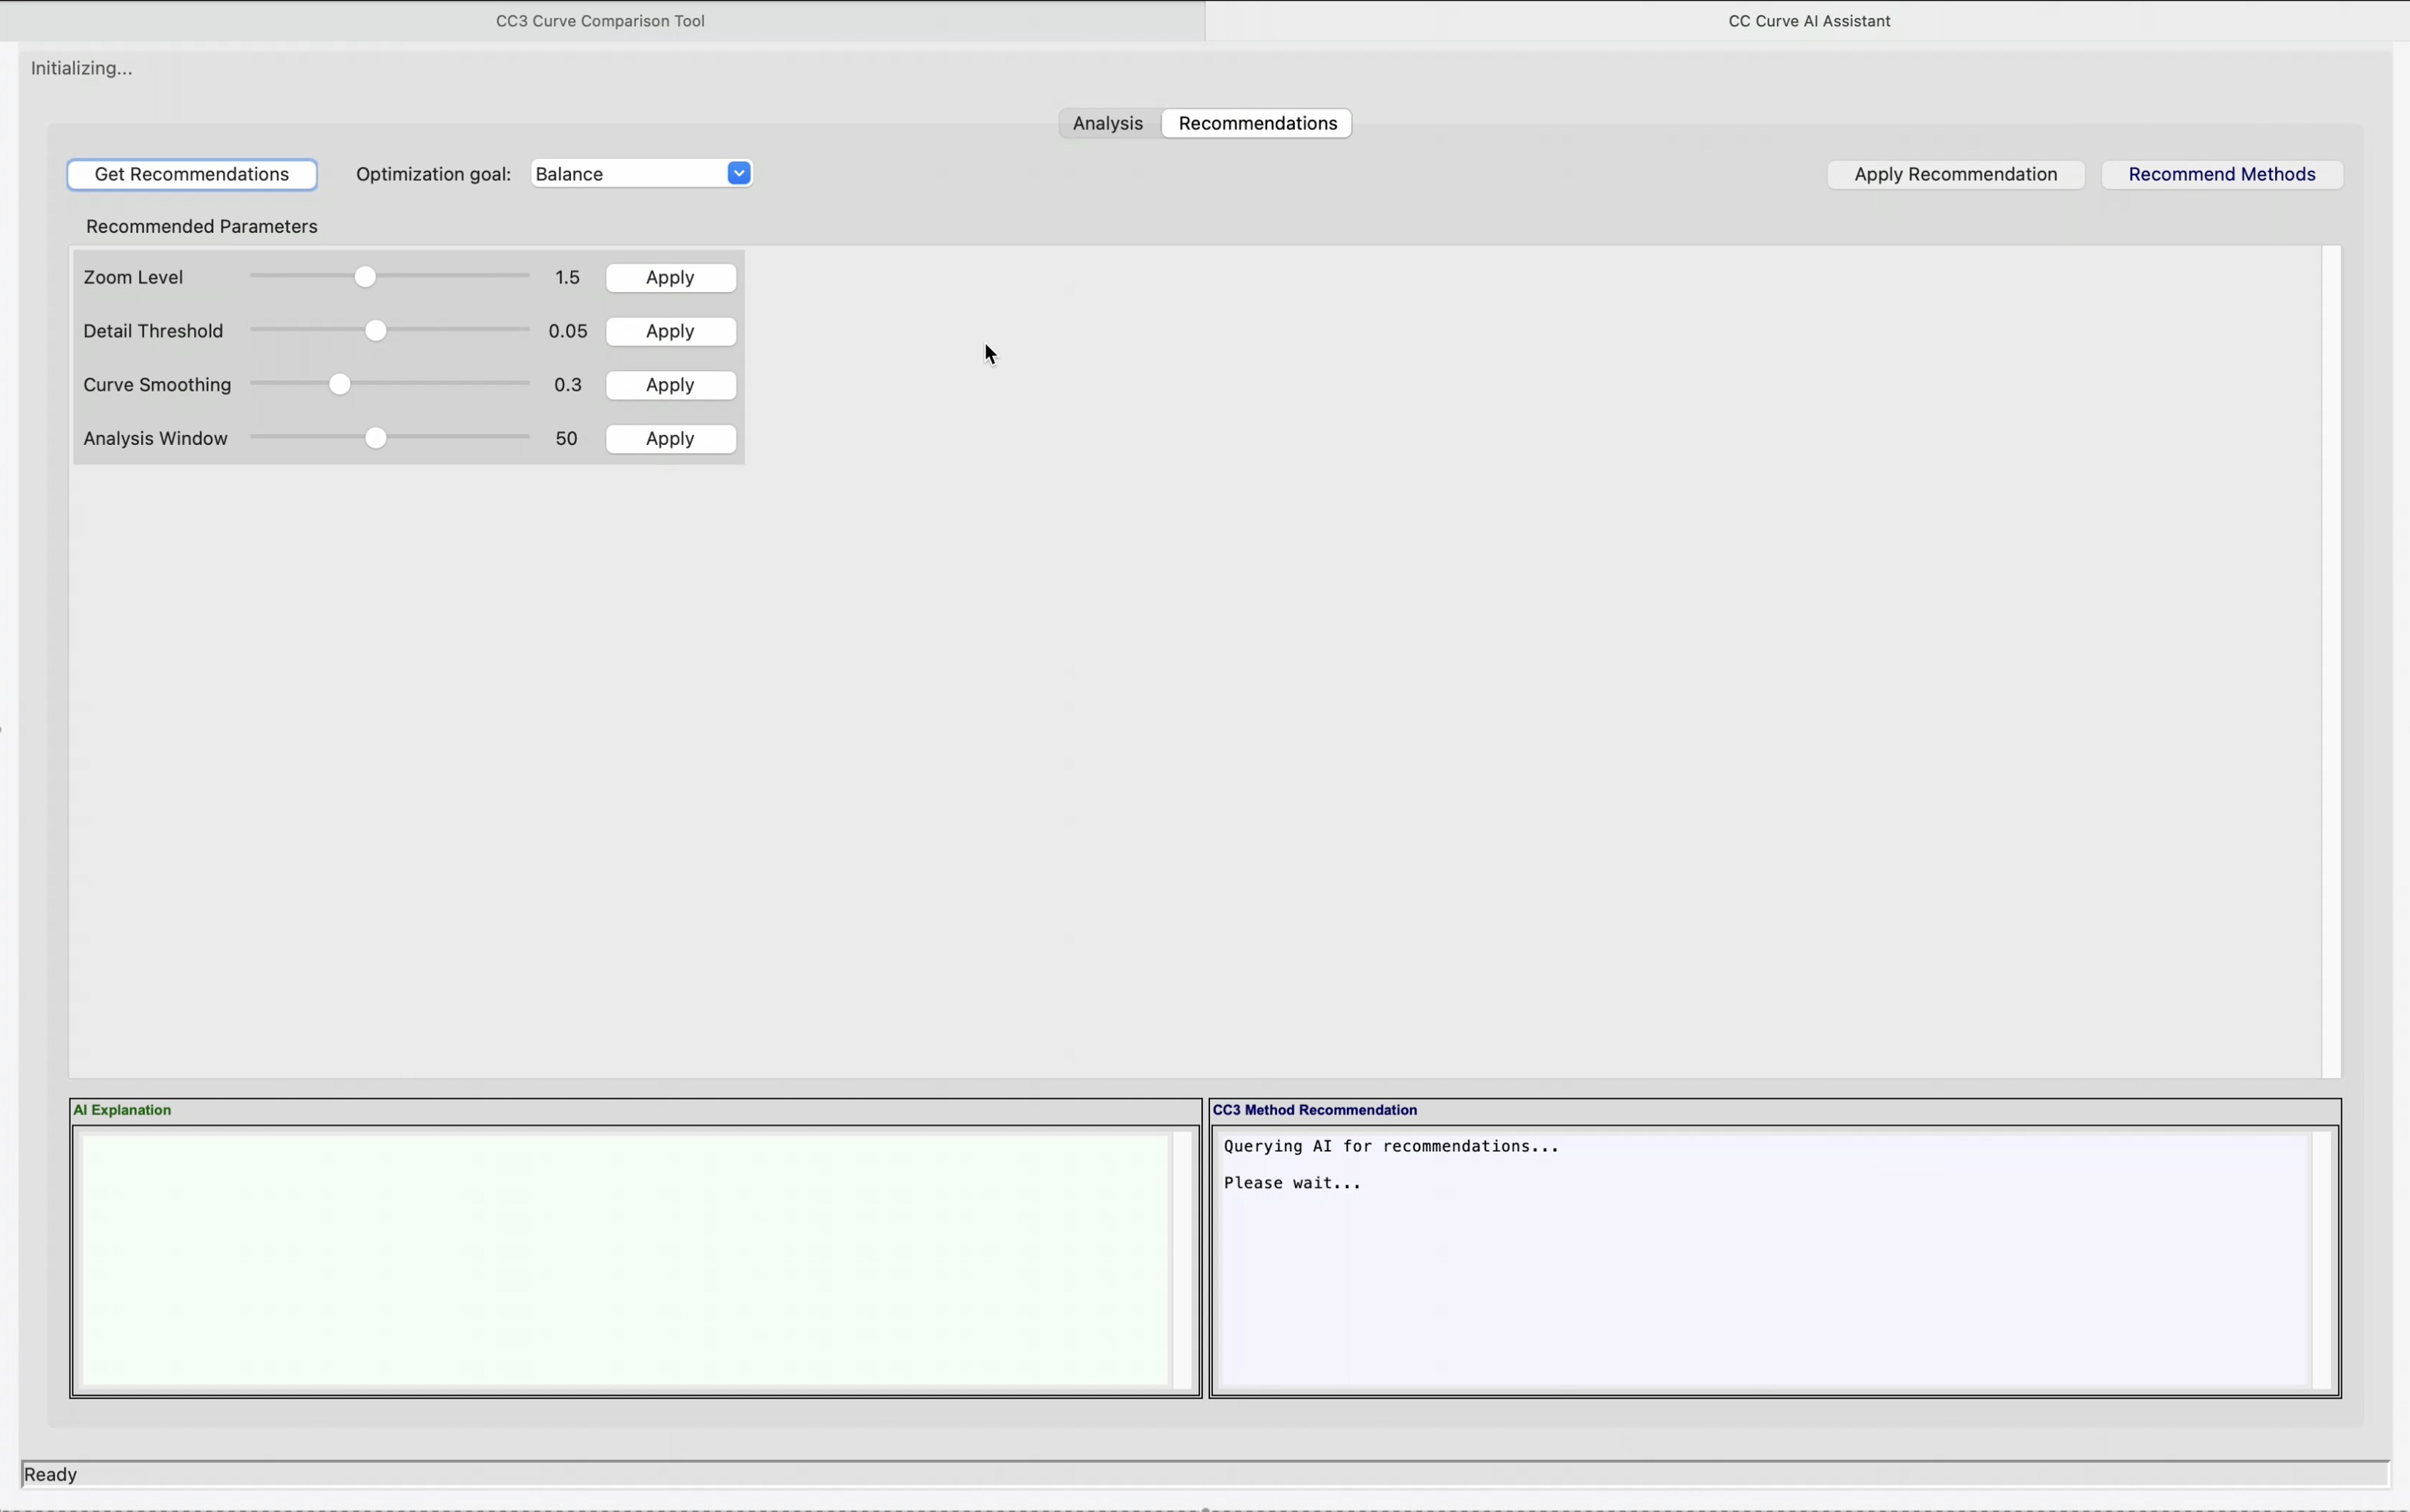 CC3 Curve Comparison Tool
CC Curve AI Assistant
Initializing...
Analysis
Recommendations
Get Recommendations
Optimization goal:
Balance
Apply Recommendation
Recommend Methods
Recommended Parameters
Zoom Level 1.5 Apply
Detail Threshold 0.05 Apply
Curve Smoothing 0.3 Apply
Analysis Window 50 Apply
AI Explanation
CC3 Method Recommendation
Querying AI for recommendations...
Please wait...
Ready